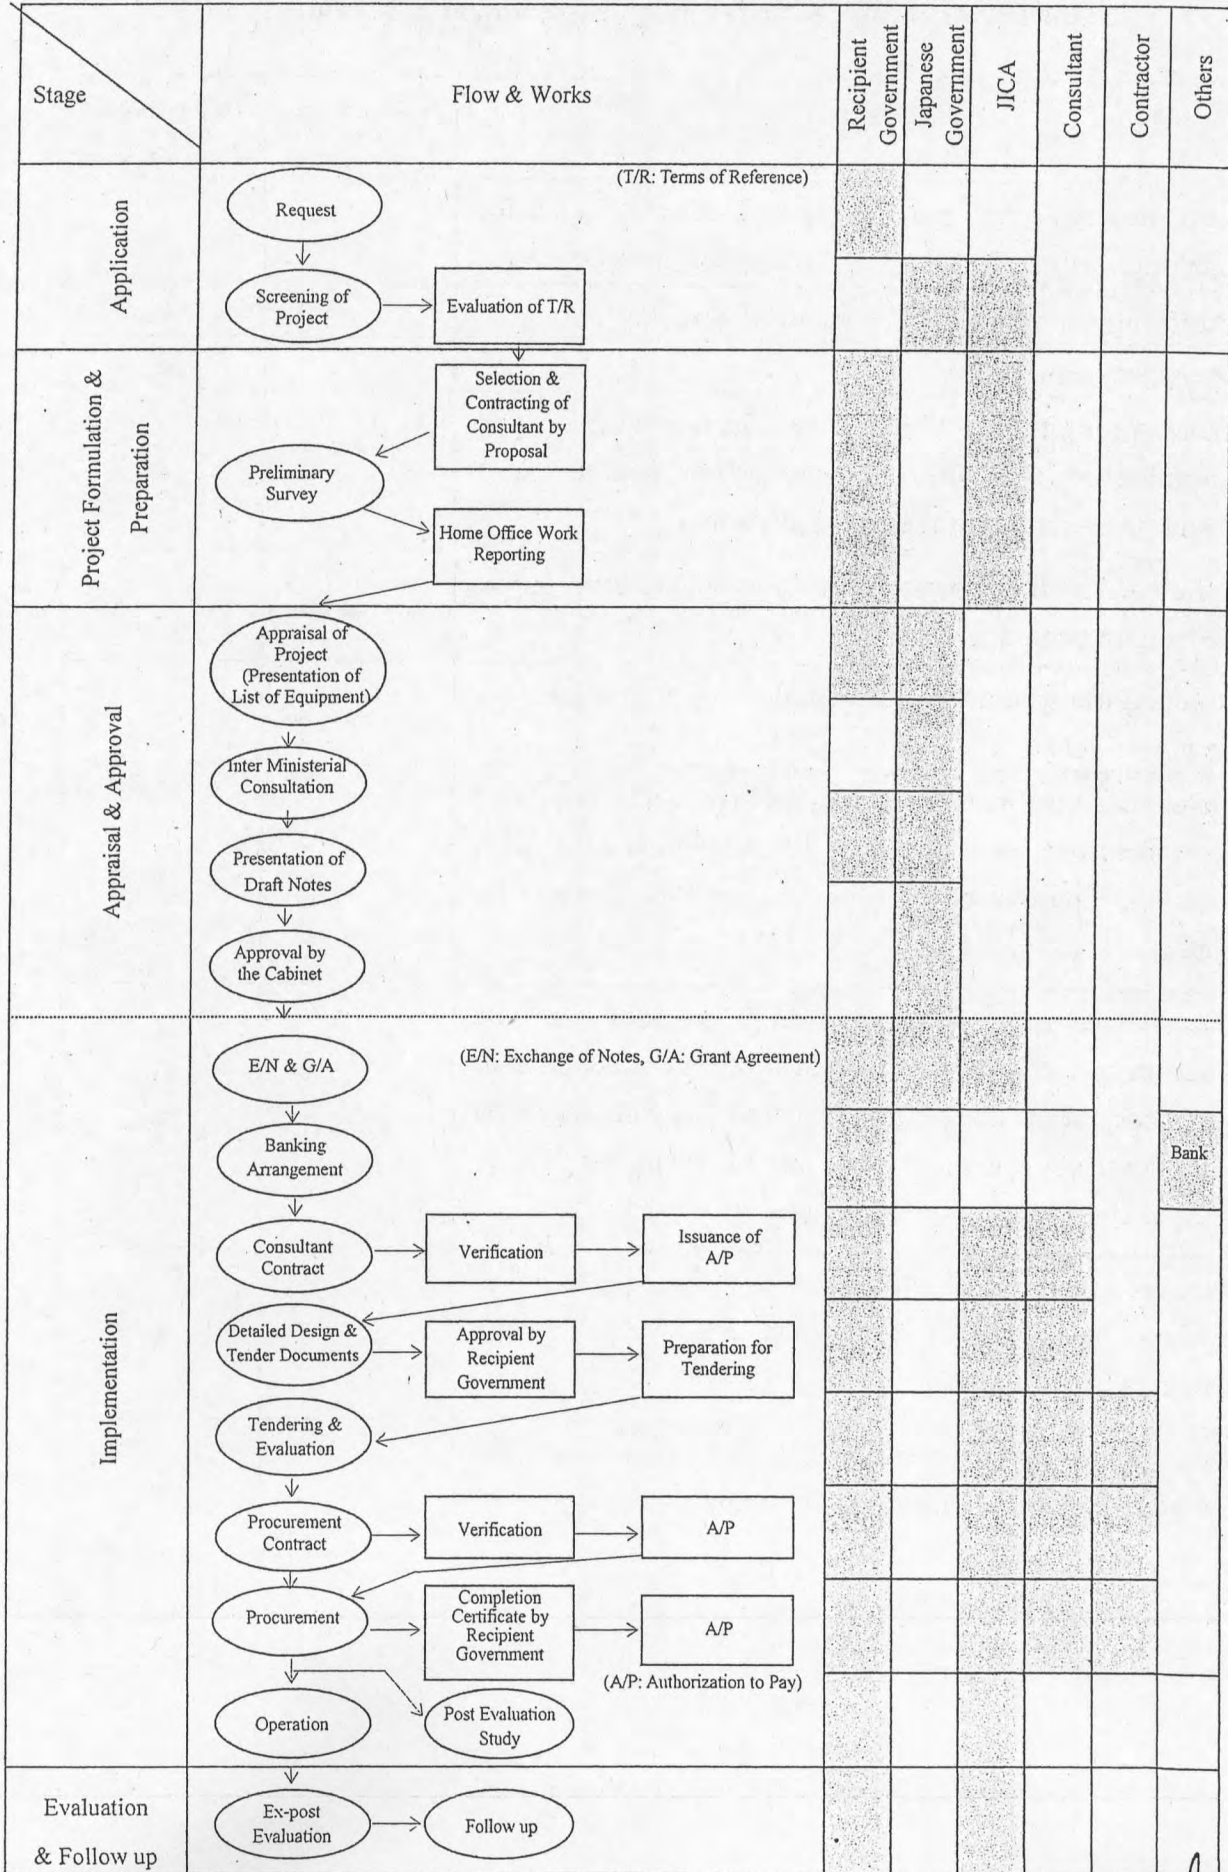 Stage
Flow & Works
Recipient
Government
Japanese
Government
JICA
Consultant
Contractor
Others
Application
(T/R: Terms of Reference)
Request
Screening of
Project
Evaluation of T/R
Project Formulation &
Preparation
Selection &
Contracting of
Consultant by
Proposal
Preliminary
Survey
Home Office Work
Reporting
Appraisal & Approval
Appraisal of
Project
(Presentation of
List of Equipment)
Inter Ministerial
Consultation
Presentation of
Draft Notes
Approval by
the Cabinet
Implementation
E/N & G/A
(E/N: Exchange of Notes, G/A: Grant Agreement)
Banking
Arrangement
Bank
Consultant
Contract
Verification
Issuance of
A/P
Detailed Design &
Tender Documents
Approval by
Recipient
Government
Preparation for
Tendering
Tendering &
Evaluation
Procurement
Contract
Verification
A/P
Procurement
Completion
Certificate by
Recipient
Government
A/P
(A/P: Authorization to Pay)
Operation
Post Evaluation
Study
Evaluation
& Follow up
Ex-post
Evaluation
Follow up